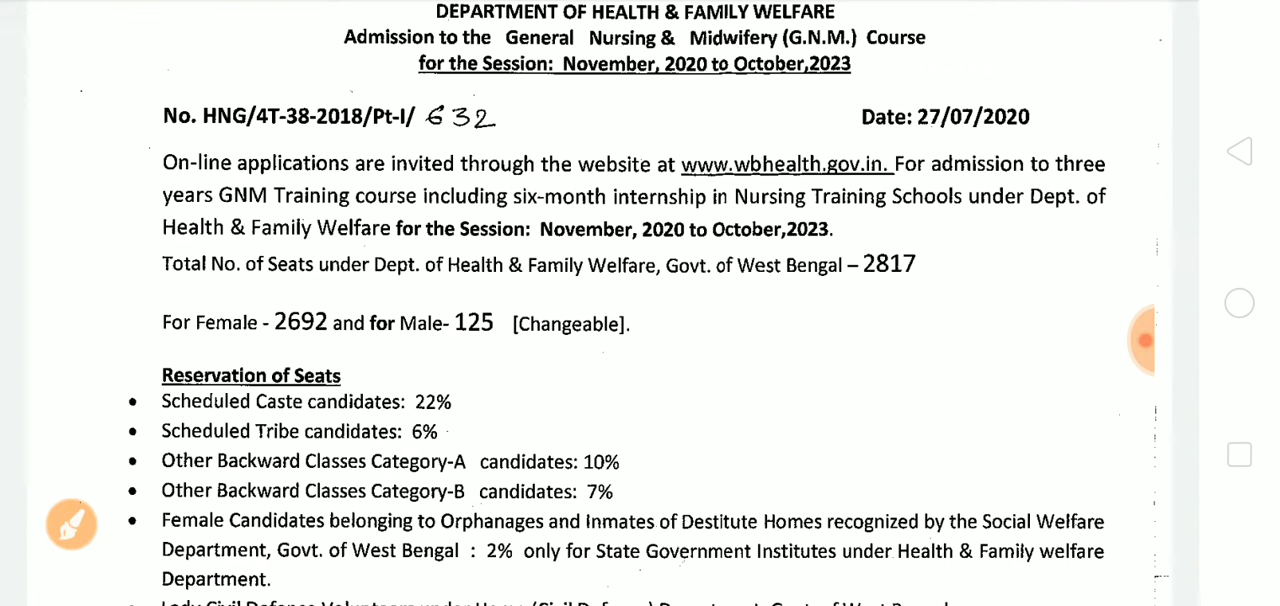 DEPARTMENT OF HEALTH & FAMILY WELFARE
Admission to the General Nursing & Midwifery (G.N.M.) Course
for the Session: November, 2020 to October,2023
No. HNG/4T-38-2018/Pt-I/ 632 Date: 27/07/2020
On-line applications are invited through the website at www.wbhealth.gov.in. For admission to three
years GNM Training course including six-month internship in Nursing Training Schools under Dept. of
Health & Family Welfare for the Session: November, 2020 to October,2023.
Total No. of Seats under Dept. of Health & Family Welfare, Govt. of West Bengal – 2817
For Female - 2692 and for Male- 125 [Changeable].
Reservation of Seats
• Scheduled Caste candidates: 22%
• Scheduled Tribe candidates: 6%
• Other Backward Classes Category-A candidates: 10%
• Other Backward Classes Category-B candidates: 7%
• Female Candidates belonging to Orphanages and Inmates of Destitute Homes recognized by the Social Welfare
Department, Govt. of West Bengal : 2% only for State Government Institutes under Health & Family welfare
Department.